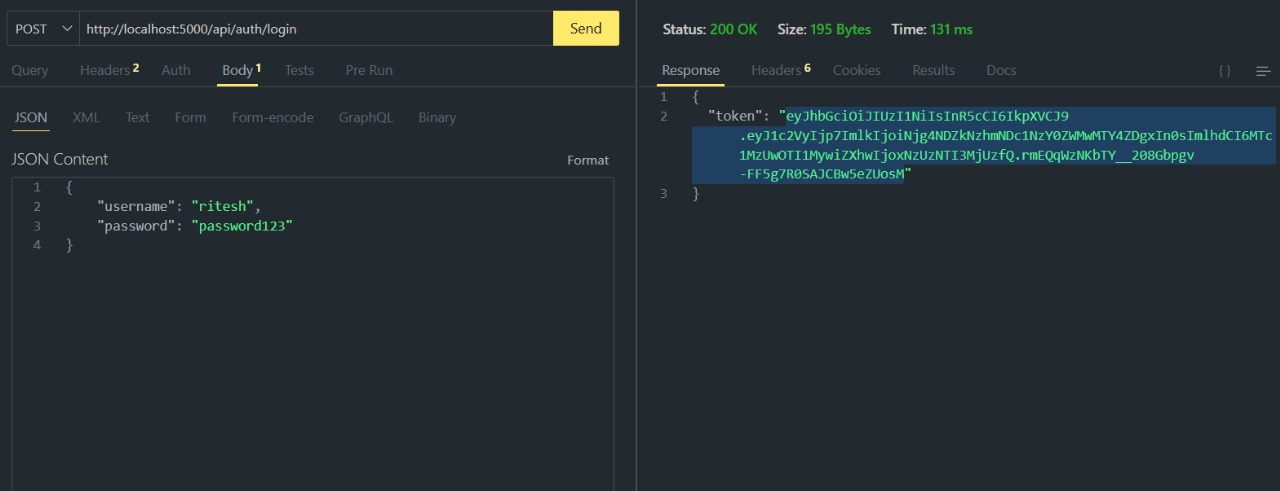 POST http://localhost:5000/api/auth/login Send
Query Headers 2 Auth Body 1 Tests Pre Run
JSON XML Text Form Form-encode GraphQL Binary
JSON Content Format
1 {
2 "username": "ritesh",
3 "password": "password123"
4 }
Status: 200 OK Size: 195 Bytes Time: 131 ms
Response Headers 6 Cookies Results Docs { }
1 {
2 "token": "eyJhbGciOiJIUzI1NiIsInR5cCI6IkpXVCJ9
.eyJ1c2VyIjp7ImlkIjoiNjg4NDZkNzhmNDc1NzY0ZWMwMTY4ZDgxIn0sImlhdCI6MTc
1MzUwOTI1MywiZXhwIjoxNzUzNTI3MjUzfQ.rmEQqWzNKbTY__208Gbpgv
-FF5g7R0SAJCBw5eZUosM"
3 }